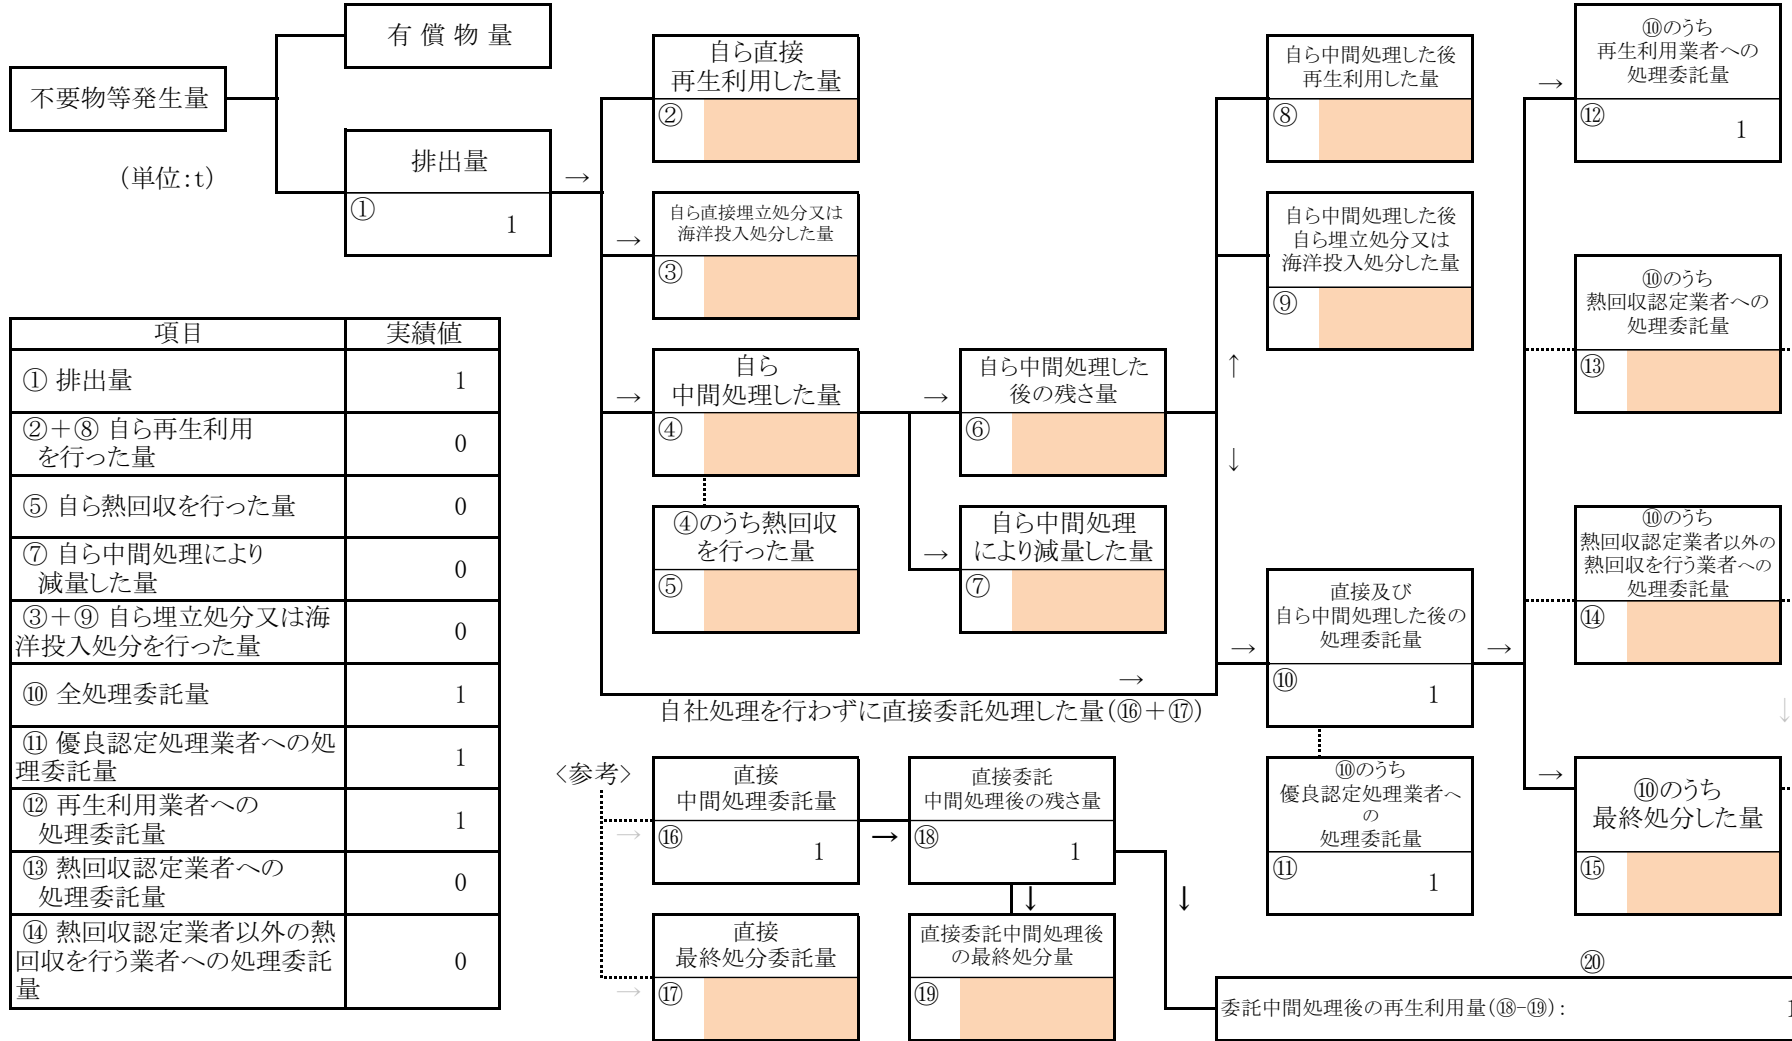 不要物等発生量
有 償 物 量
(単位:t)
排出量
①
1
→
自ら直接
再生利用した量
②
→
自ら直接埋立処分又は
海洋投入処分した量
③
→
自ら
中間処理した量
④
④のうち熱回収
を行った量
⑤
→
自ら中間処理した
後の残さ量
⑥
→
自ら中間処理
により減量した量
⑦
自ら中間処理した後
再生利用した量
⑧
自ら中間処理した後
自ら埋立処分又は
海洋投入処分した量
⑨
↑
↓
→
自社処理を行わずに直接委託処理した量(⑯+⑰)
→
直接及び
自ら中間処理した後の
処理委託量
⑩
1
⑩のうち
優良認定処理業者へ
の
処理委託量
⑪
1
→
→
⑩のうち
再生利用業者への
処理委託量
⑫
1
⑩のうち
熱回収認定業者への
処理委託量
⑬
⑩のうち
熱回収認定業者以外の
熱回収を行う業者への
処理委託量
⑭
↓
→
⑩のうち
最終処分した量
⑮
項目 実績値
① 排出量 1
②+⑧ 自ら再生利用
を行った量 0
⑤ 自ら熱回収を行った量 0
⑦ 自ら中間処理により
減量した量 0
③+⑨ 自ら埋立処分又は海
洋投入処分を行った量 0
⑩ 全処理委託量 1
⑪ 優良認定処理業者への処
理委託量 1
⑫ 再生利用業者への
処理委託量 1
⑬ 熱回収認定業者への
処理委託量 0
⑭ 熱回収認定業者以外の熱
回収を行う業者への処理委託
量 0
〈参考〉
→
直接
中間処理委託量
⑯
1
→
直接委託
中間処理後の残さ量
⑱
1
→
直接
最終処分委託量
⑰
↓
直接委託中間処理後
の最終処分量
⑲
↓
⑳
委託中間処理後の再生利用量(⑱-⑲): 1